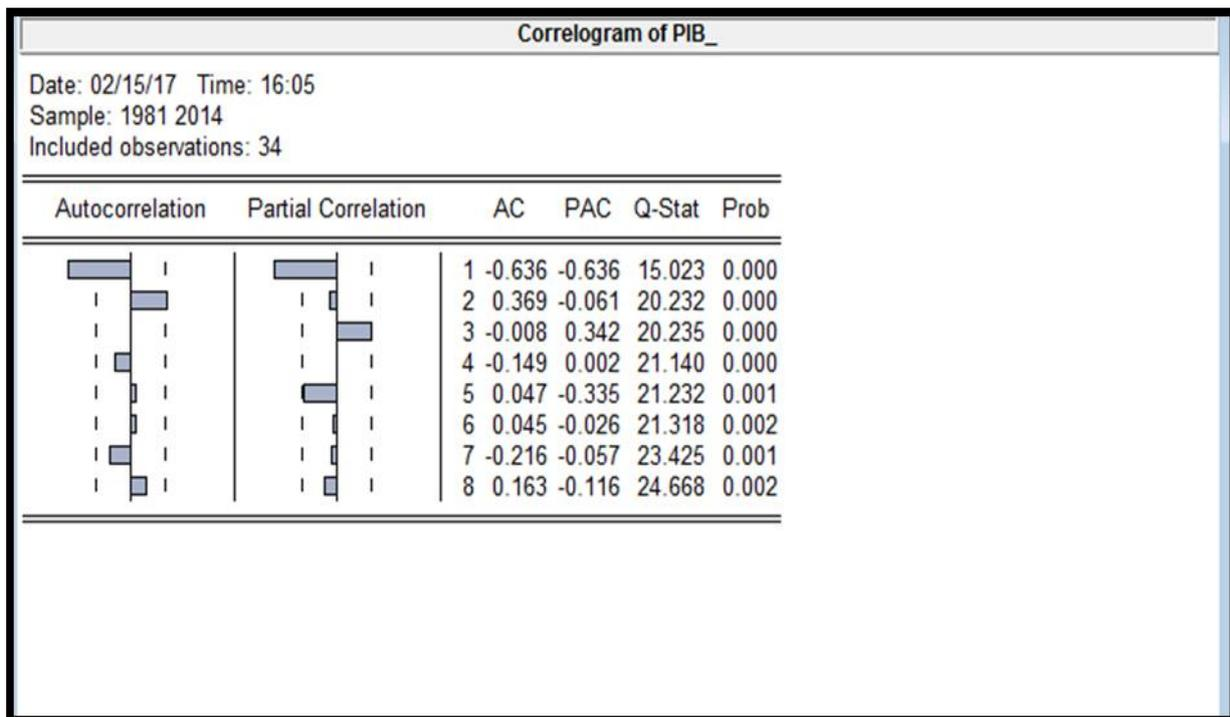 Correlogram of PIB_
Date: 02/15/17 Time: 16:05
Sample: 1981 2014
Included observations: 34
Autocorrelation Partial Correlation AC PAC Q-Stat Prob
1 -0.636 -0.636 15.023 0.000
2 0.369 -0.061 20.232 0.000
3 -0.008 0.342 20.235 0.000
4 -0.149 0.002 21.140 0.000
5 0.047 -0.335 21.232 0.001
6 0.045 -0.026 21.318 0.002
7 -0.216 -0.057 23.425 0.001
8 0.163 -0.116 24.668 0.002